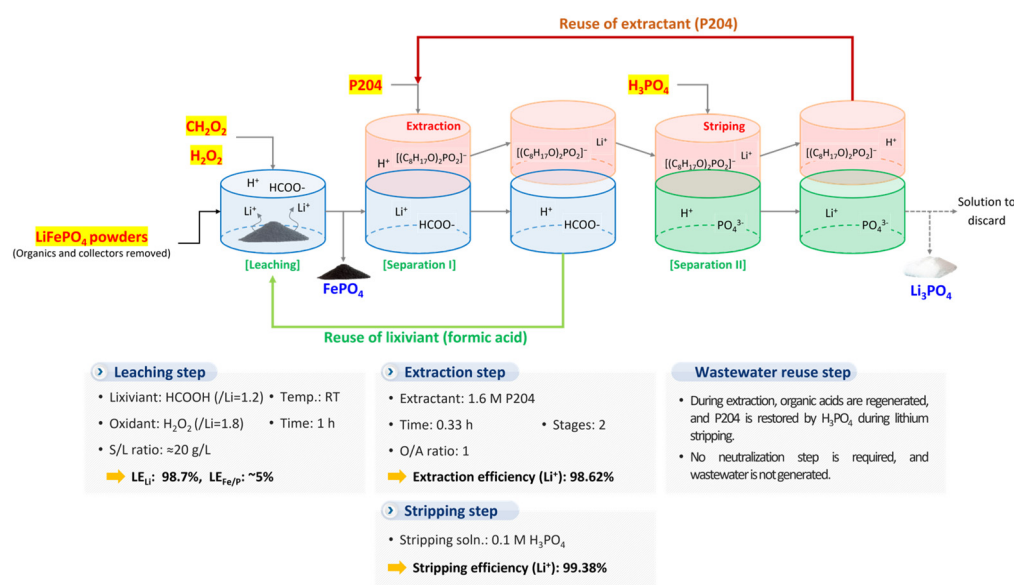 Reuse of extractant (P204)
P204
H₃PO₄
CH₂O₂
H₂O₂
Extraction
H⁺ [(C₈H₁₇O)₂PO₂]⁻
[(C₈H₁₇O)₂PO₂]⁻ Li⁺
Striping
[(C₈H₁₇O)₂PO₂]⁻ Li⁺
[(C₈H₁₇O)₂PO₂]⁻ H⁺
H⁺ HCOO-
Li⁺ Li⁺
Li⁺
HCOO-
H⁺
HCOO-
H⁺
PO₄³⁻
Li⁺
PO₄³⁻
Solution to
discard
LiFePO₄ powders
(Organics and collectors removed)
[Leaching]
[Separation I]
[Separation II]
FePO₄
Li₃PO₄
Reuse of lixiviant (formic acid)
Leaching step
• Lixiviant: HCOOH (/Li=1.2) • Temp.: RT
• Oxidant: H₂O₂ (/Li=1.8) • Time: 1 h
• S/L ratio: ≈20 g/L
LE_Li: 98.7%, LE_Fe/P: ~5%
Extraction step
• Extractant: 1.6 M P204
• Time: 0.33 h • Stages: 2
• O/A ratio: 1
Extraction efficiency (Li⁺): 98.62%
Stripping step
• Stripping soln.: 0.1 M H₃PO₄
Stripping efficiency (Li⁺): 99.38%
Wastewater reuse step
• During extraction, organic acids are regenerated,
and P204 is restored by H₃PO₄ during lithium
stripping.
• No neutralization step is required, and
wastewater is not generated.